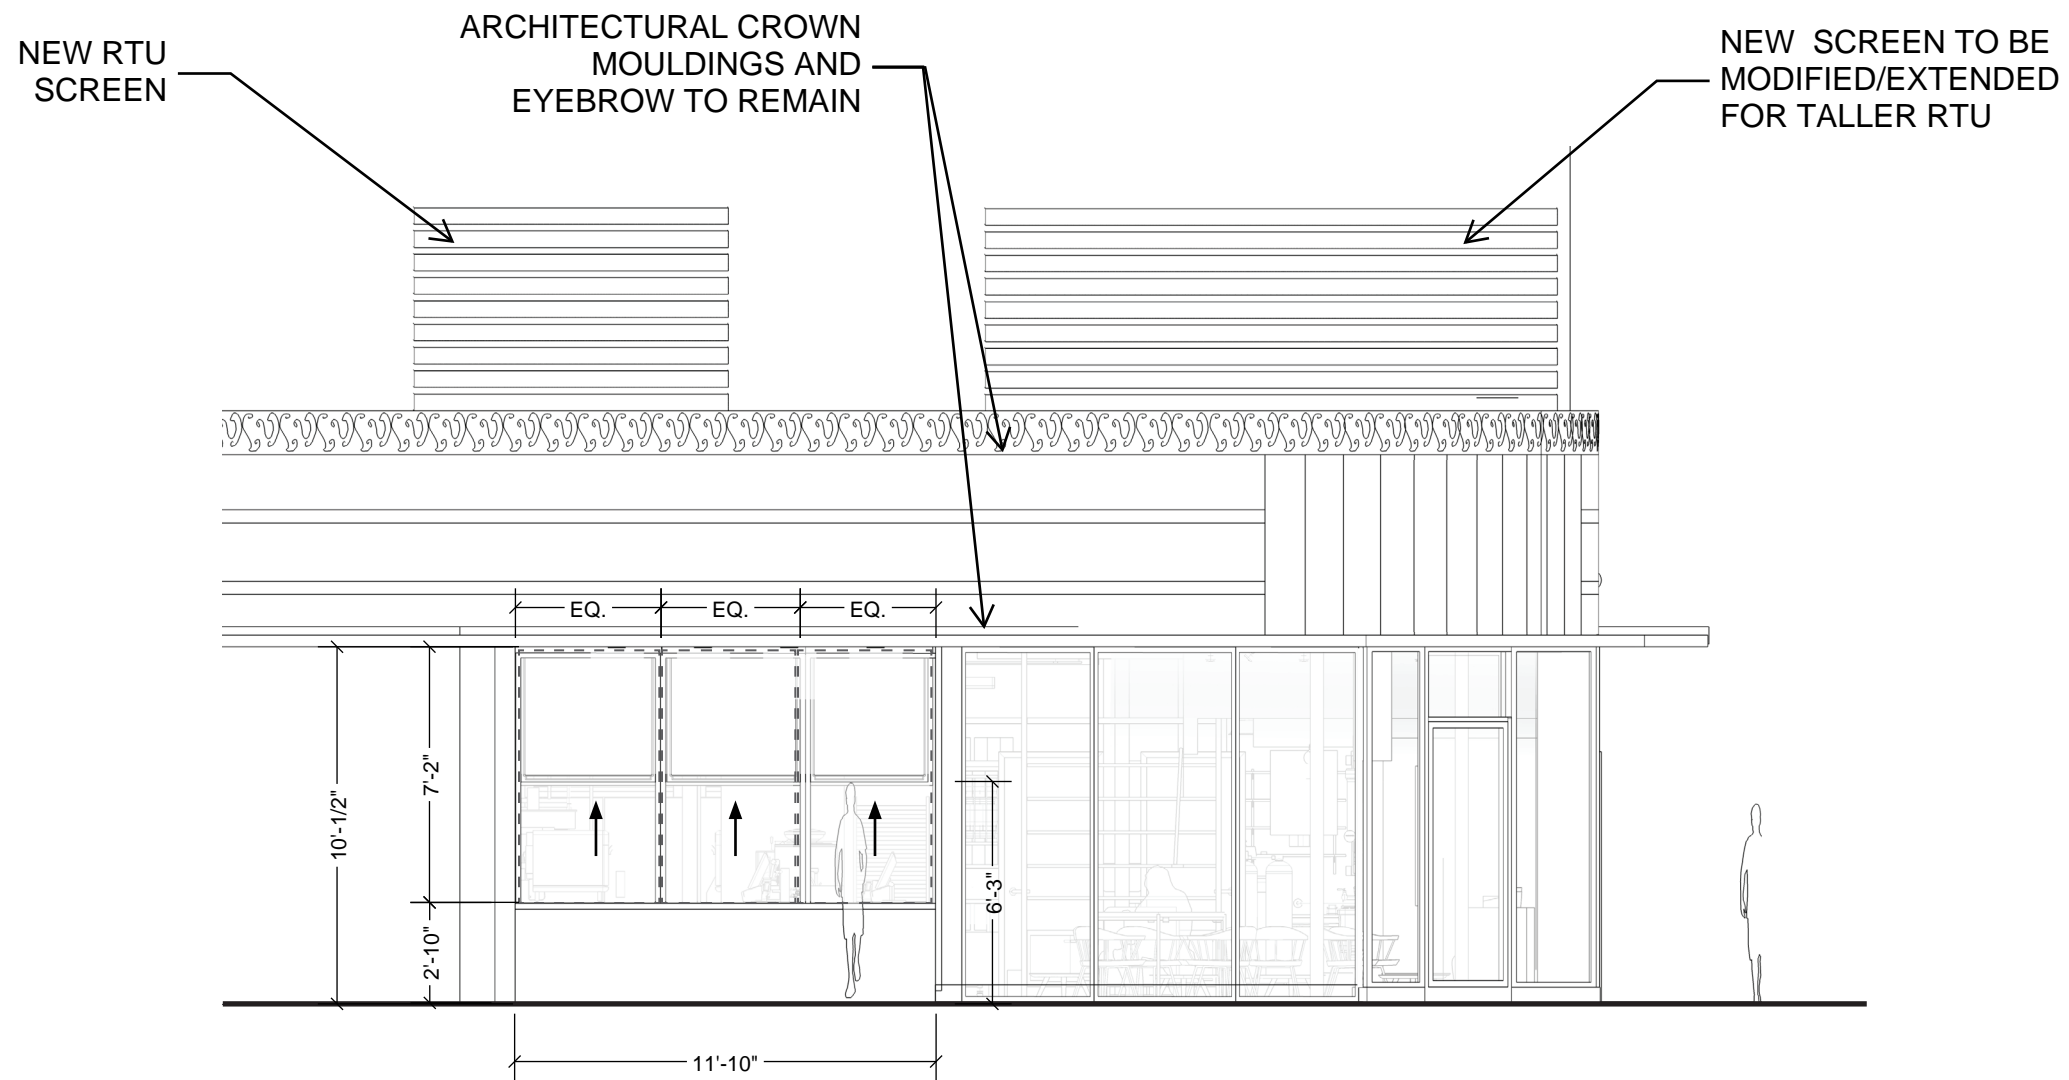 NEW RTU
SCREEN
ARCHITECTURAL CROWN
MOULDINGS AND
EYEBROW TO REMAIN
NEW  SCREEN TO BE
MODIFIED/EXTENDED
FOR TALLER RTU
EQ.
EQ.
EQ.
10'-1/2"
7'-2"
2'-10"
6'-3"
11'-10"